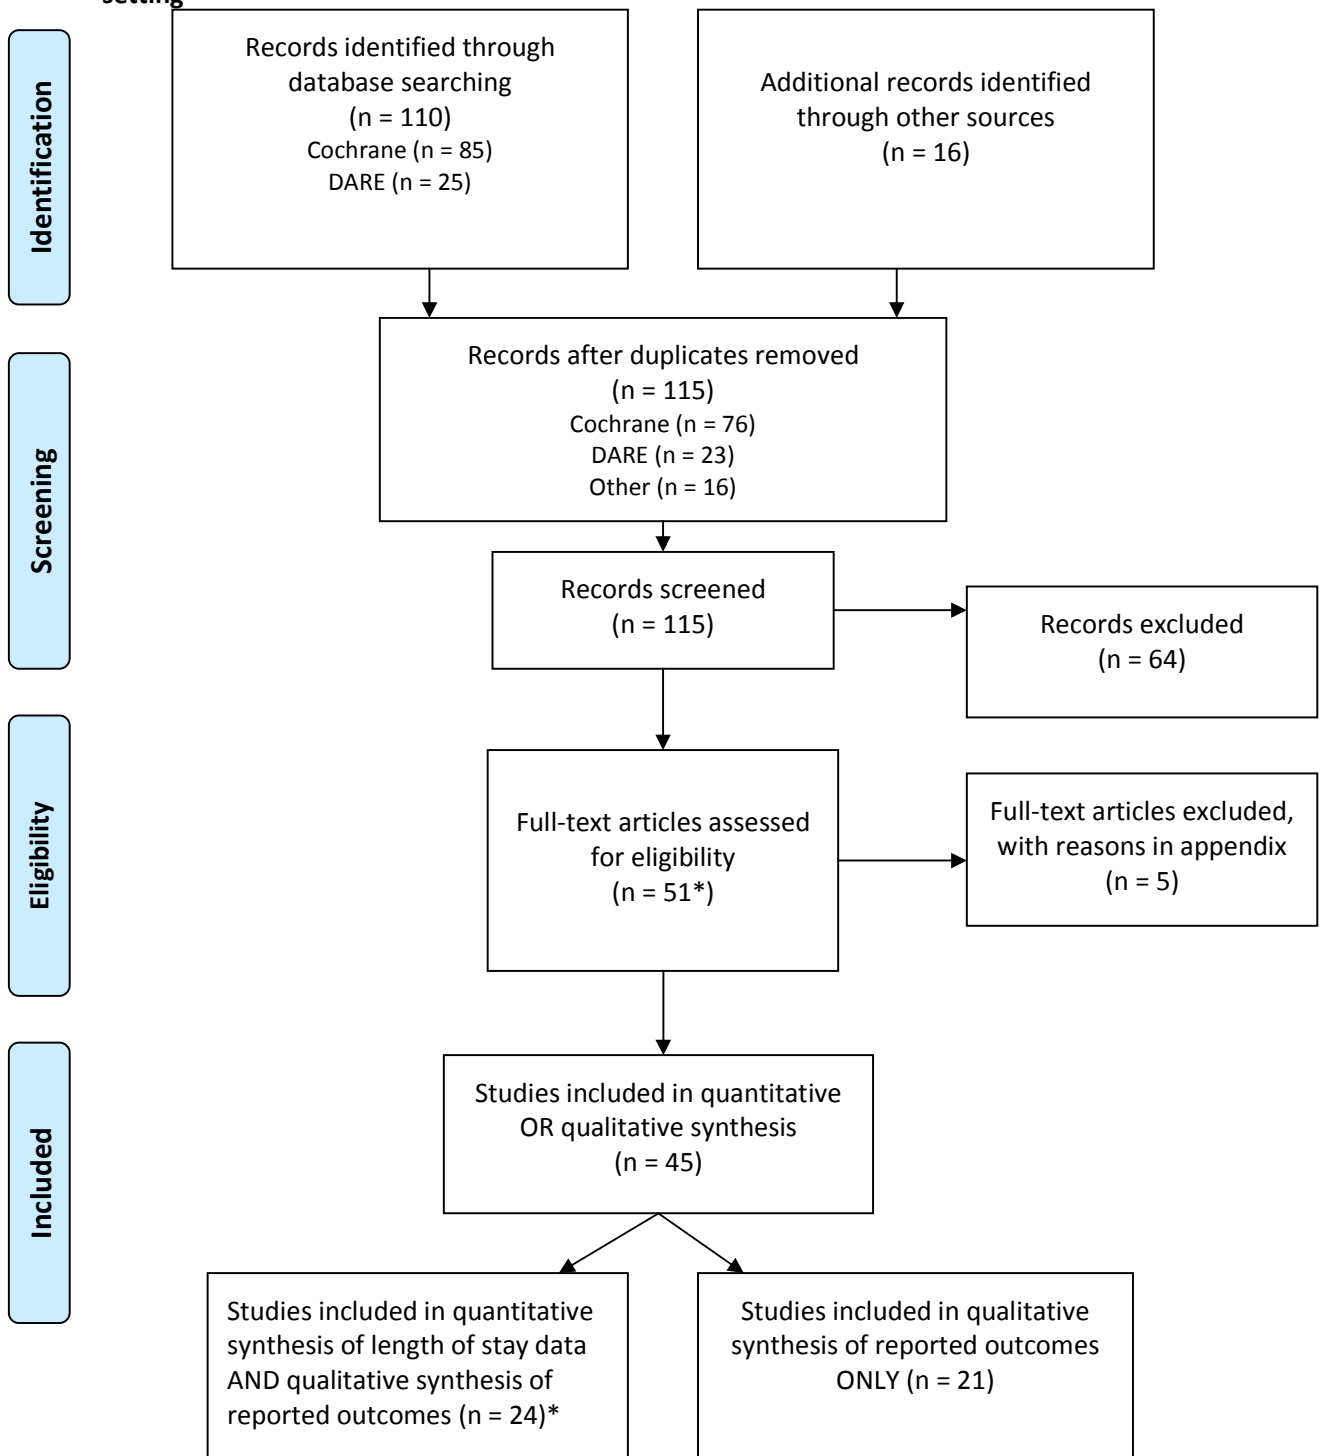 setting
Identification
Records identified through
database searching
(n = 110)
Cochrane (n = 85)
DARE (n = 25)
Additional records identified
through other sources
(n = 16)
Screening
Records after duplicates removed
(n = 115)
Cochrane (n = 76)
DARE (n = 23)
Other (n = 16)
Records screened
(n = 115)
Records excluded
(n = 64)
Eligibility
Full-text articles assessed
for eligibility
(n = 51*)
Full-text articles excluded,
with reasons in appendix
(n = 5)
Included
Studies included in quantitative
OR qualitative synthesis
(n = 45)
Studies included in quantitative
synthesis of length of stay data
AND qualitative synthesis of
reported outcomes (n = 24)*
Studies included in qualitative
synthesis of reported outcomes
ONLY (n = 21)